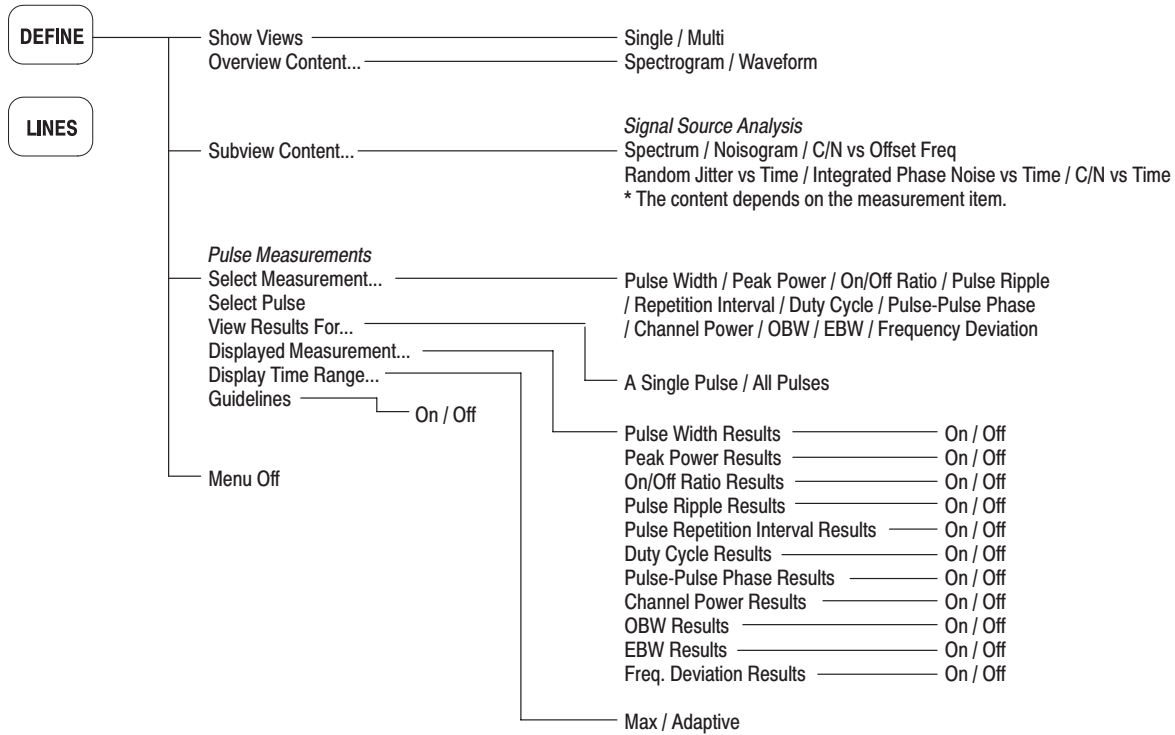 DEFINE
Show Views
Single / Multi
Overview Content...
Spectrogram / Waveform
LINES
Signal Source Analysis
Subview Content...
Spectrum / Noisogram / C/N vs Offset Freq
Random Jitter vs Time / Integrated Phase Noise vs Time / C/N vs Time
* The content depends on the measurement item.
Pulse Measurements
Select Measurement...
Pulse Width / Peak Power / On/Off Ratio / Pulse Ripple
/ Repetition Interval / Duty Cycle / Pulse-Pulse Phase
/ Channel Power / OBW / EBW / Frequency Deviation
Select Pulse
View Results For...
A Single Pulse / All Pulses
Displayed Measurement...
Display Time Range...
Guidelines
On / Off
Pulse Width Results On / Off
Peak Power Results On / Off
On/Off Ratio Results On / Off
Pulse Ripple Results On / Off
Pulse Repetition Interval Results On / Off
Duty Cycle Results On / Off
Pulse-Pulse Phase Results On / Off
Channel Power Results On / Off
OBW Results On / Off
EBW Results On / Off
Freq. Deviation Results On / Off
Menu Off
Max / Adaptive